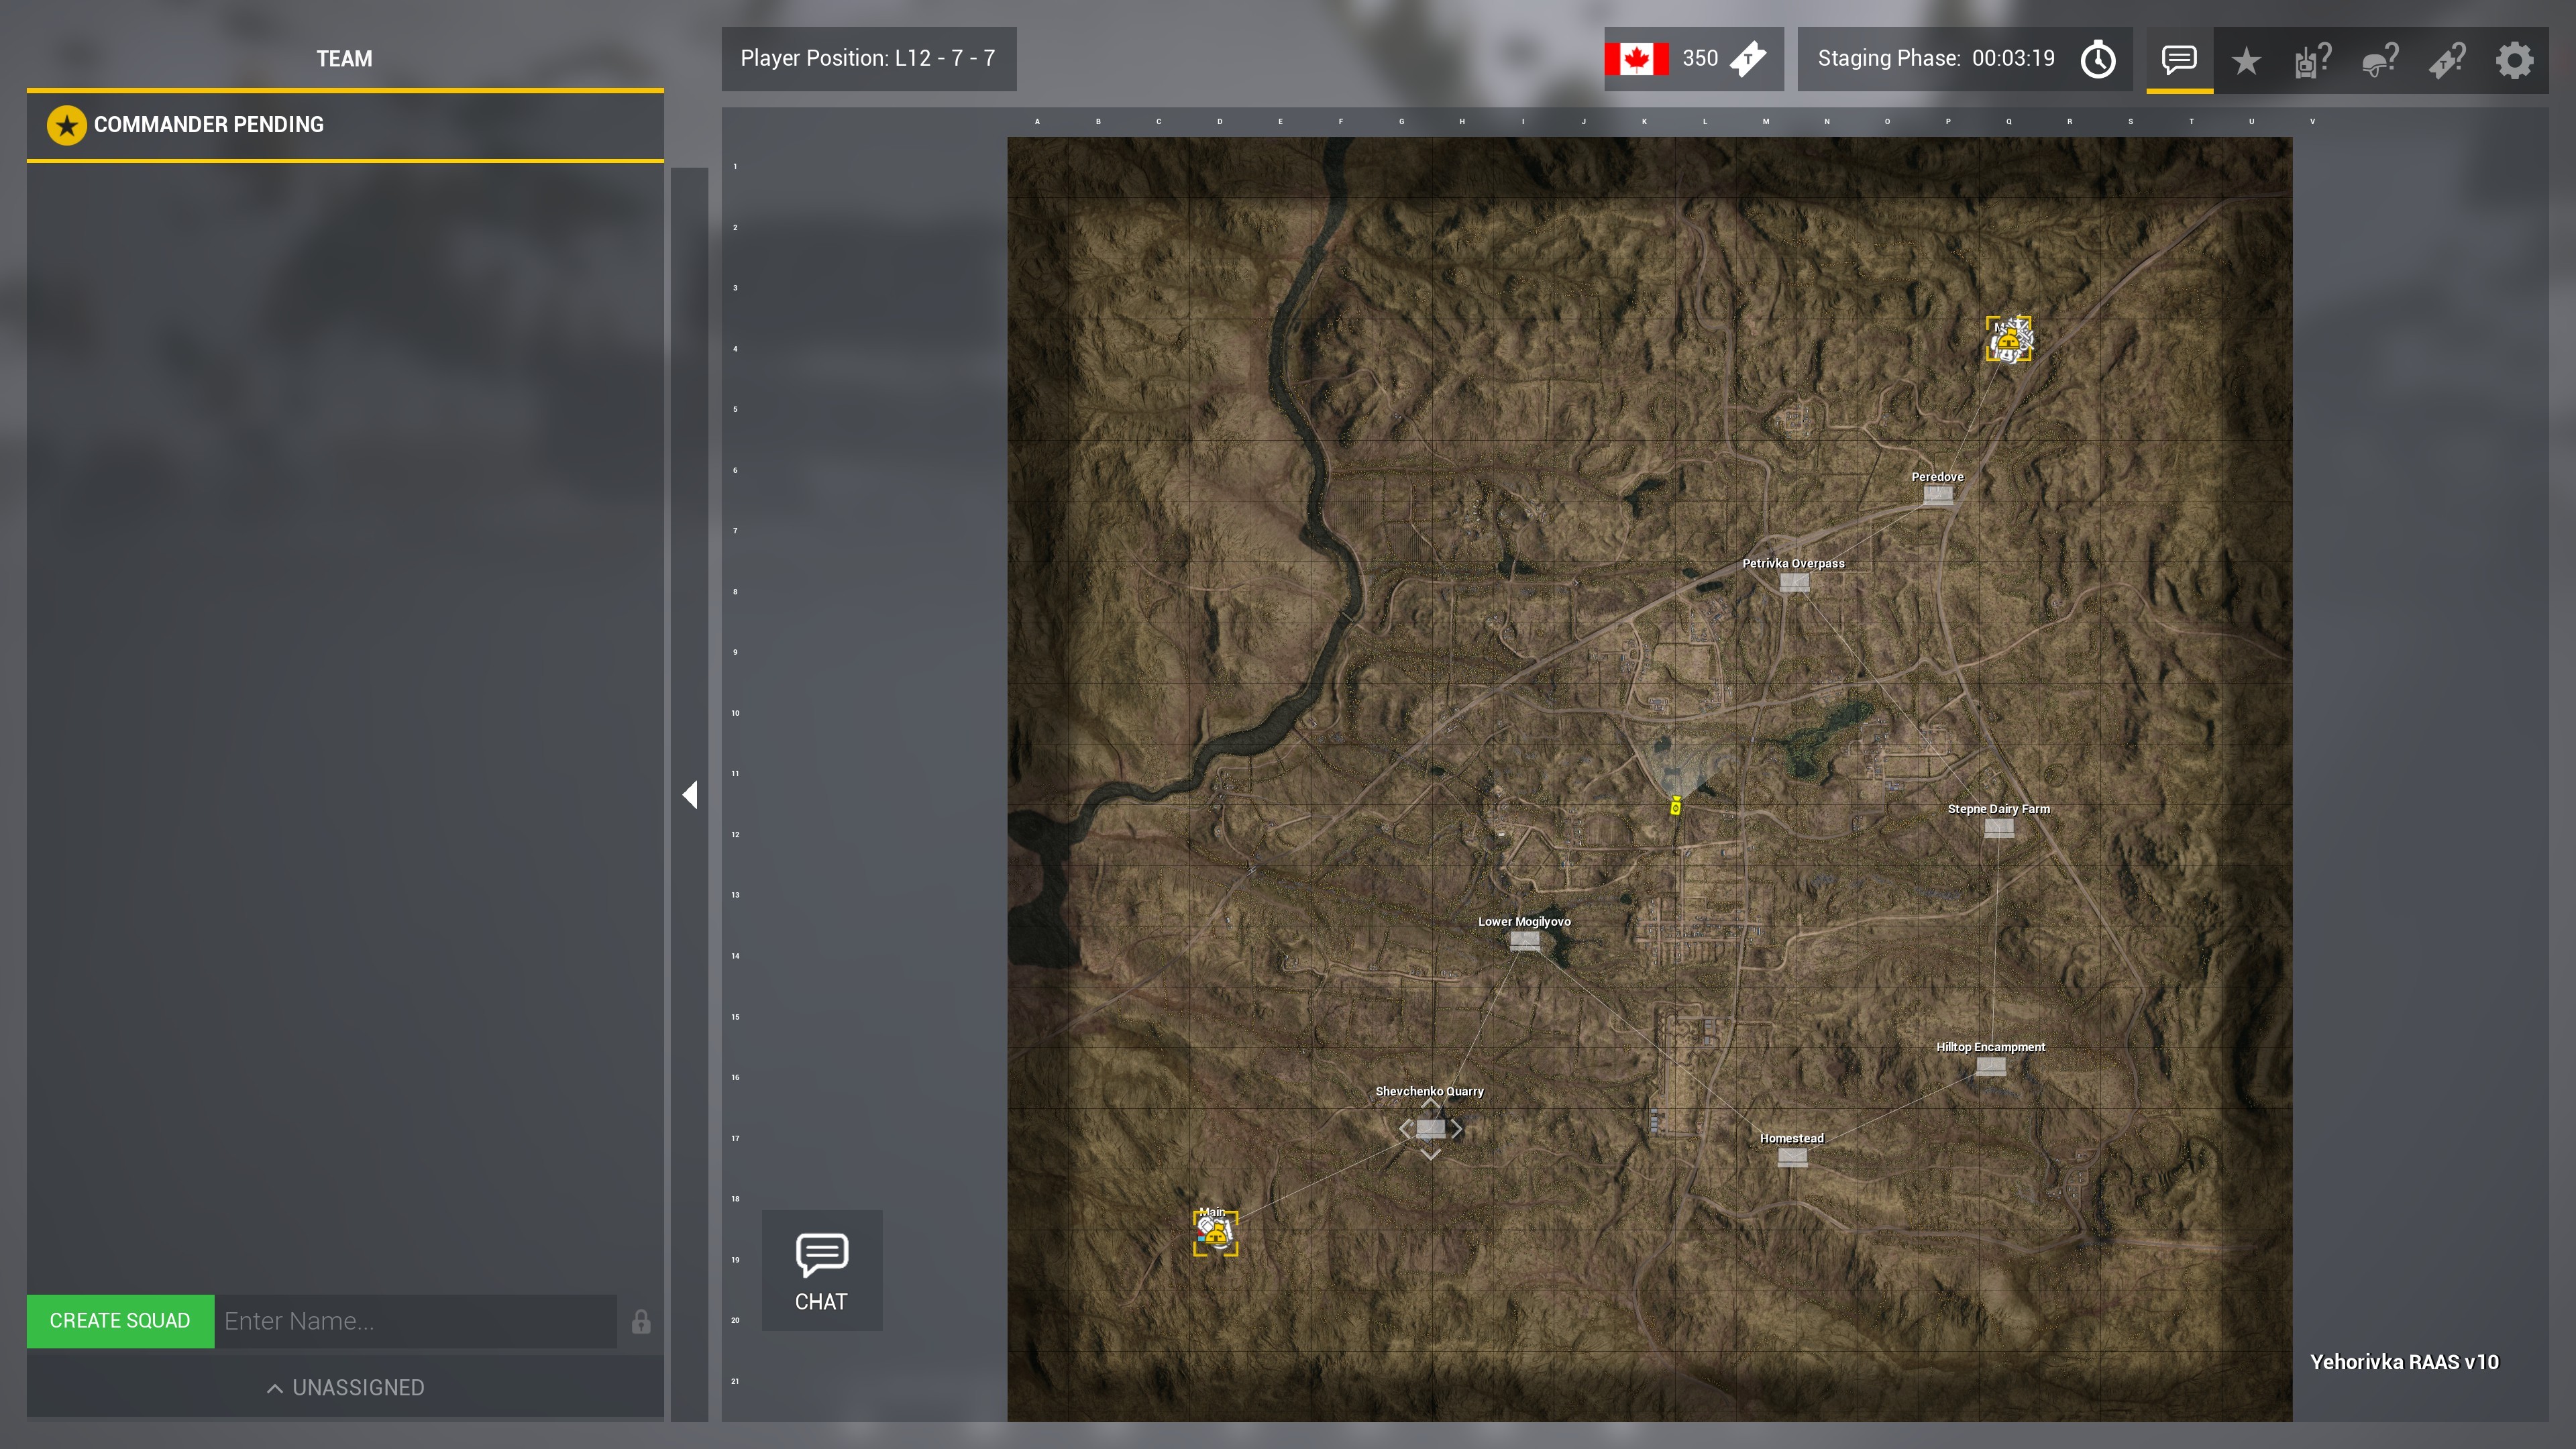 TEAM
Player Position: L12 - 7 - 7
350
T
Staging Phase: 00:03:19
COMMANDER PENDING
A B C D E F G H I J K L M N O P Q R S T U V
1
2
3
4
Peredove
5
6
7
Petrivka Overpass
8
9
10
11
12
Stepne Dairy Farm
13
Lower Mogilyovo
14
15
Hilltop Encampment
16
Shevchenko Quarry
17
Homestead
18
Main
19
CHAT
20
21
CREATE SQUAD
Enter Name...
UNASSIGNED
Yehorivka RAAS v10